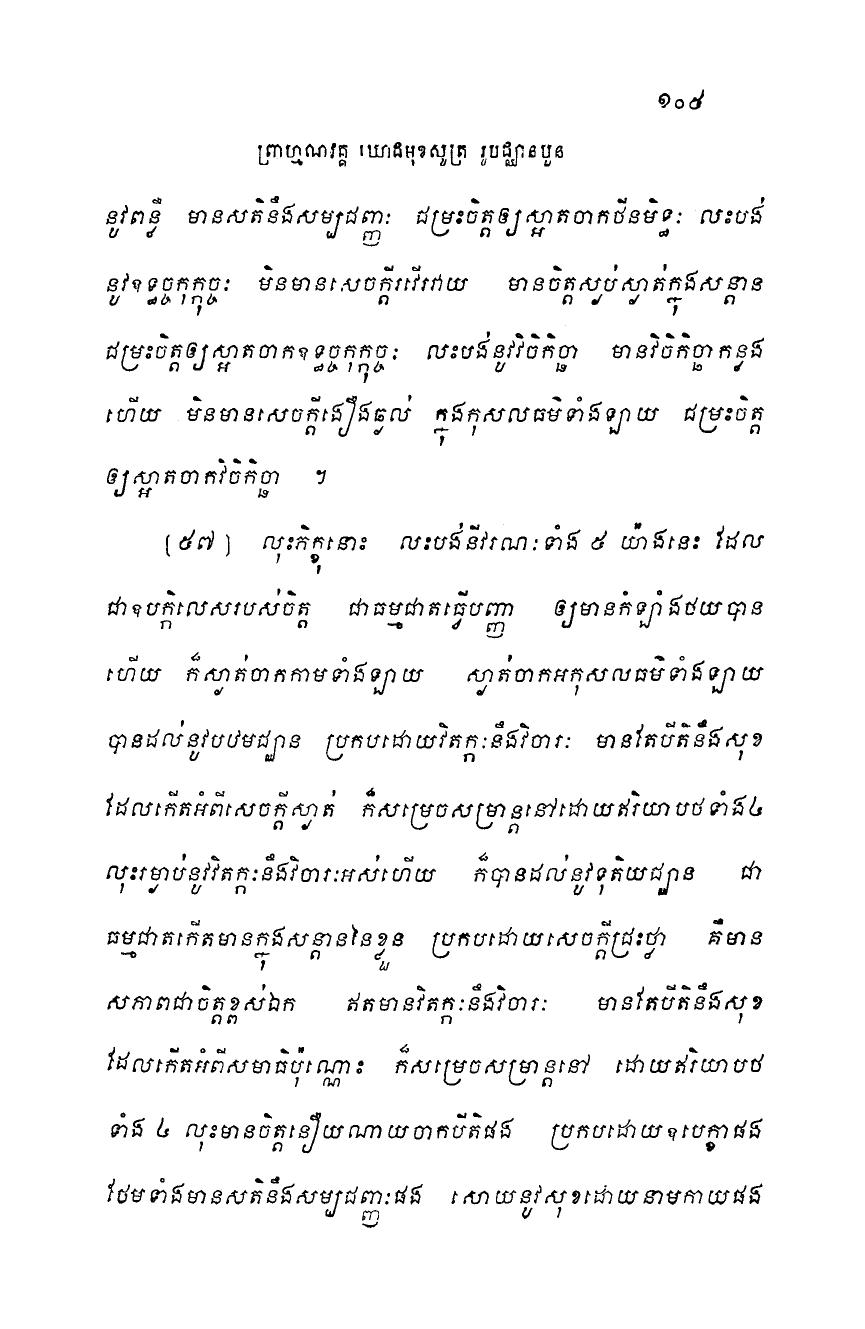 ១០៥
ព្រាហ្មណវគ្គ ឃោដមុខសូត្រ រូបជ្ឈានបួន
នូវពន្លឺ មានសតិនឹងសម្បជញ្ញៈ ជម្រះចិត្តឲ្យស្អាតចាកថីនមិទ្ធៈ លះបង់
នូវឧទ្ធច្ចកុក្កុច្ចៈ មិនមានសេចក្តីរវើរវាយ មានចិត្តស្ងប់ស្ងាត់ក្នុងសន្តាន
ជម្រះចិត្តឲ្យស្អាតចាកឧទ្ធច្ចកុក្កុច្ចៈ លះបង់នូវវិចិកិច្ឆា មានវិចិកិច្ឆាកន្លង
ហើយ មិនមានសេចក្តីងឿងឆ្ងល់ ក្នុងកុសលធម៌ទាំងឡាយ ជម្រះចិត្ត
ឲ្យស្អាតចាកវិចិកិច្ឆា ។
[៥៧] លុះភិក្ខុនោះ លះបង់នីវរណៈទាំង ៥ យ៉ាងនេះ ដែល
ជាឧបក្កិលេសរបស់ចិត្ត ជាធម្មជាតធ្វើបញ្ញា ឲ្យមានកំឡាំងថយបាន
ហើយ ក៏ស្ងាត់ចាកកាមទាំងឡាយ ស្ងាត់ចាកអកុសលធម៌ទាំងឡាយ
បានដល់នូវបឋមជ្ឈាន ប្រកបដោយវិតក្កៈនឹងវិចារៈ មានតែបីតិនឹងសុខ
ដែលកើតអំពីសេចក្តីស្ងាត់ ក៏សម្រេចសម្រាន្តនៅដោយឥរិយាបថទាំង៤
លុះរម្ងាប់នូវវិតក្កៈនឹងវិចារៈអស់ហើយ ក៏បានដល់នូវទុតិយជ្ឈាន ជា
ធម្មជាតកើតមានក្នុងសន្តាននៃខ្លួន ប្រកបដោយសេចក្តីជ្រះថ្លា គឺមាន
សភាពជាចិត្តខ្ពស់ឯក ឥតមានវិតក្កៈនឹងវិចារៈ មានតែបីតិនឹងសុខ
ដែលកើតអំពីសមាធិប៉ុណ្ណោះ ក៏សម្រេចសម្រាន្តនៅ ដោយឥរិយាបថ
ទាំង ៤ លុះមានចិត្តនឿយណាយចាកបីតិផង ប្រកបដោយឧបេក្ខាផង
ថែមទាំងមានសតិនឹងសម្បជញ្ញៈផង សោយនូវសុខដោយនាមកាយផង